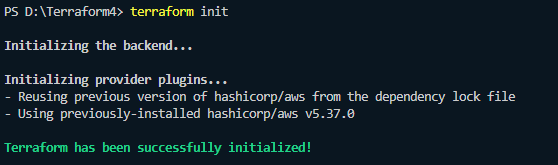 PS D:\Terraform4> terraform init
Initializing the backend...
Initializing provider plugins...
- Reusing previous version of hashicorp/aws from the dependency lock file
- Using previously-installed hashicorp/aws v5.37.0
Terraform has been successfully initialized!